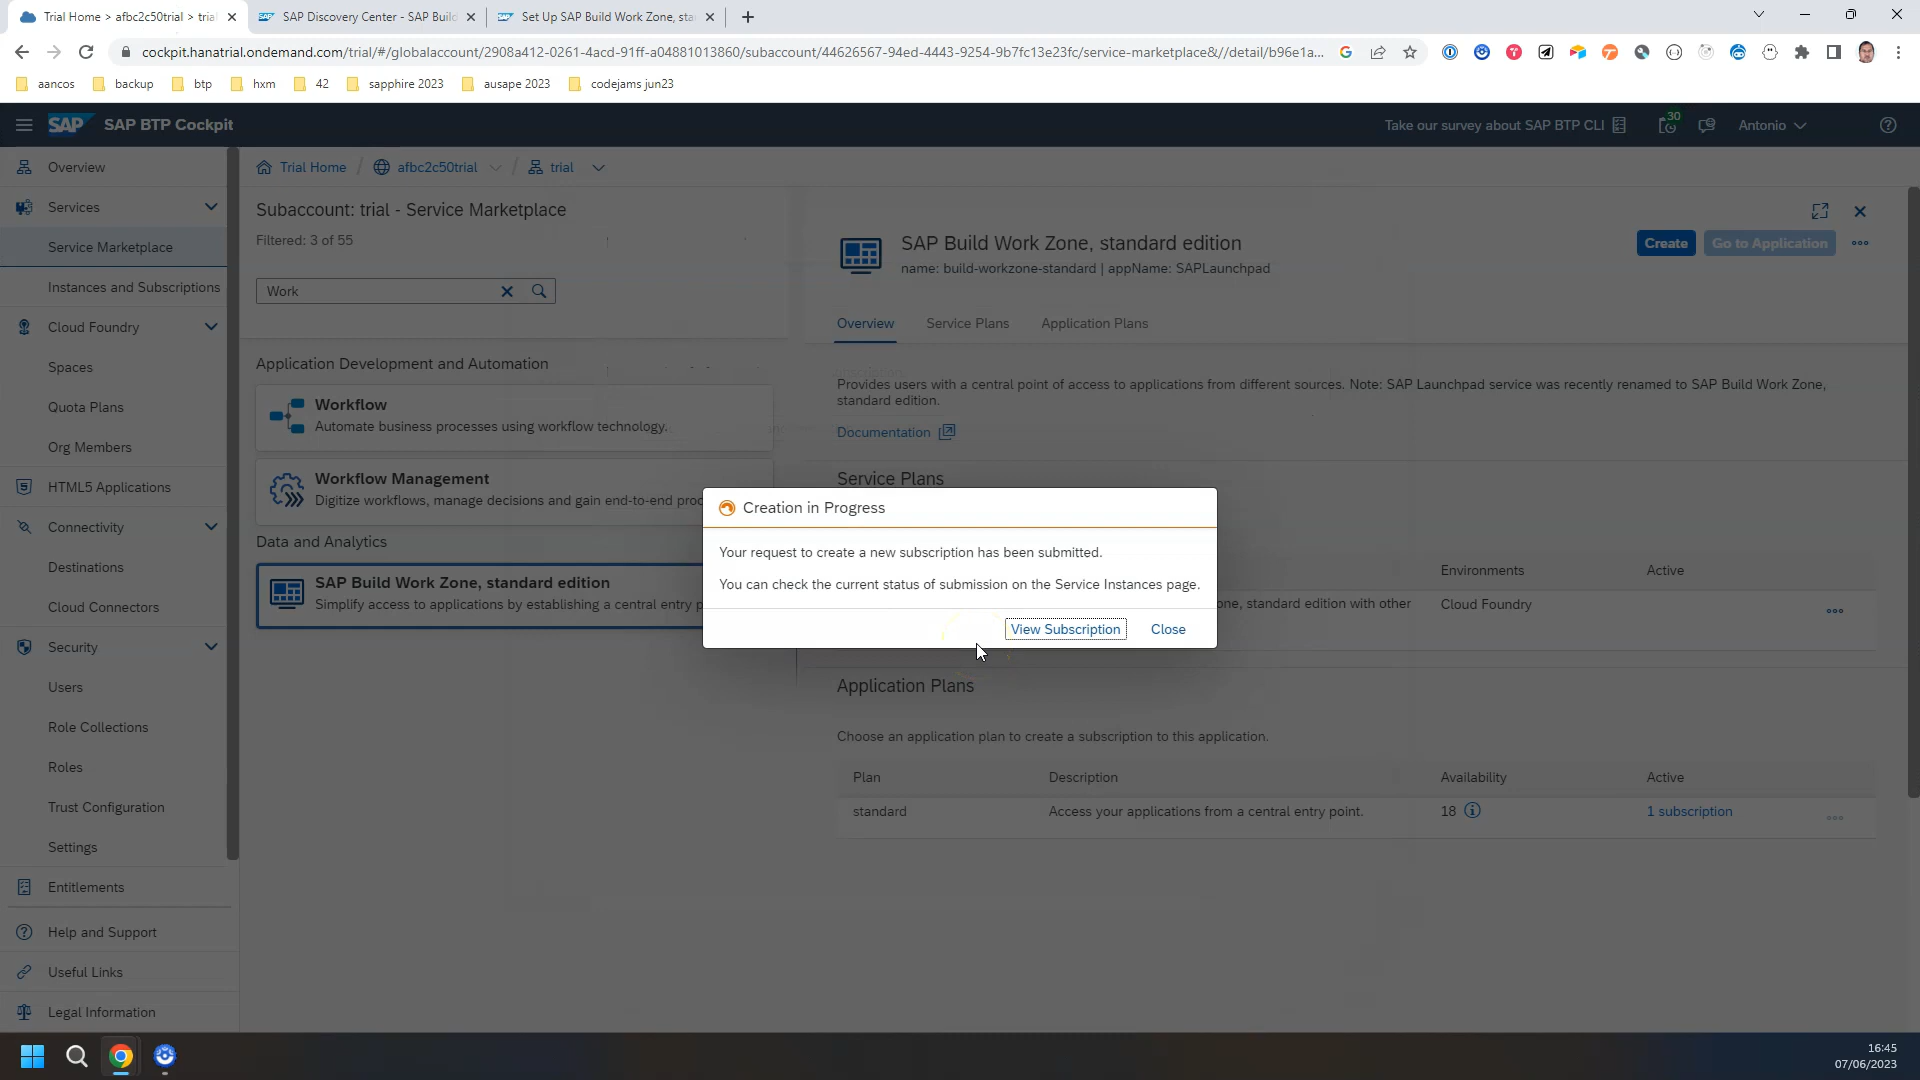 Trial Home > afbc2c50trial > trial
SAP Discovery Center - SAP Build
Set Up SAP Build Work Zone, sta
cockpit.hanatrial.ondemand.com/trial/#/globalaccount/2908a412-0261-4acd-91ff-a04881013860/subaccount/44626567-94ed-4443-9254-9b7fc13e23fc/service-marketplace&//detail/b96e1a...
aancos
backup
btp
hxm
42
sapphire 2023
ausape 2023
codejams jun23
SAP
SAP BTP Cockpit
Take our survey about SAP BTP CLI
30
Antonio
Overview
Services
Service Marketplace
Instances and Subscriptions
Cloud Foundry
Spaces
Quota Plans
Org Members
HTML5 Applications
Connectivity
Destinations
Cloud Connectors
Security
Users
Role Collections
Roles
Trust Configuration
Settings
Entitlements
Help and Support
Useful Links
Legal Information
Trial Home / afbc2c50trial / trial
Subaccount: trial - Service Marketplace
Filtered: 3 of 55
Work
Application Development and Automation
Workflow
Automate business processes using workflow technology.
Workflow Management
Digitize workflows, manage decisions and gain end-to-end proc
Data and Analytics
SAP Build Work Zone, standard edition
Simplify access to applications by establishing a central entry p
SAP Build Work Zone, standard edition
name: build-workzone-standard | appName: SAPLaunchpad
Create
Go to Application
Overview
Service Plans
Application Plans
Provides users with a central point of access to applications from different sources. Note: SAP Launchpad service was recently renamed to SAP Build Work Zone,
standard edition.
Documentation
Service Plans
Environments
Active
one, standard edition with other
Cloud Foundry
Creation in Progress
Your request to create a new subscription has been submitted.
You can check the current status of submission on the Service Instances page.
View Subscription
Close
Application Plans
Choose an application plan to create a subscription to this application.
Plan
Description
Availability
Active
standard
Access your applications from a central entry point.
18
1 subscription
16:45
07/06/2023